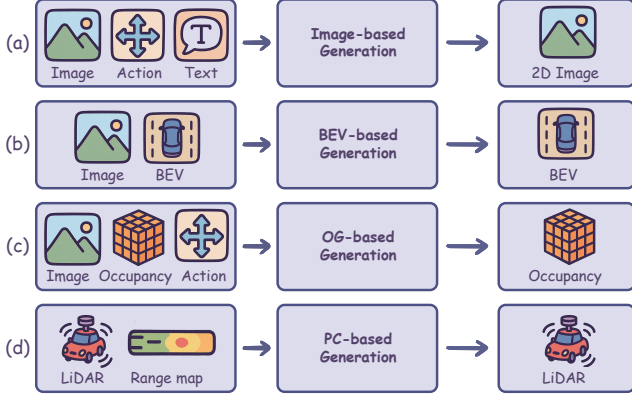 (a)
Image Action Text
T
Image-based
Generation
2D Image
(b)
Image BEV
BEV-based
Generation
BEV
(c)
Image Occupancy Action
OG-based
Generation
Occupancy
(d)
LiDAR Range map
PC-based
Generation
LiDAR